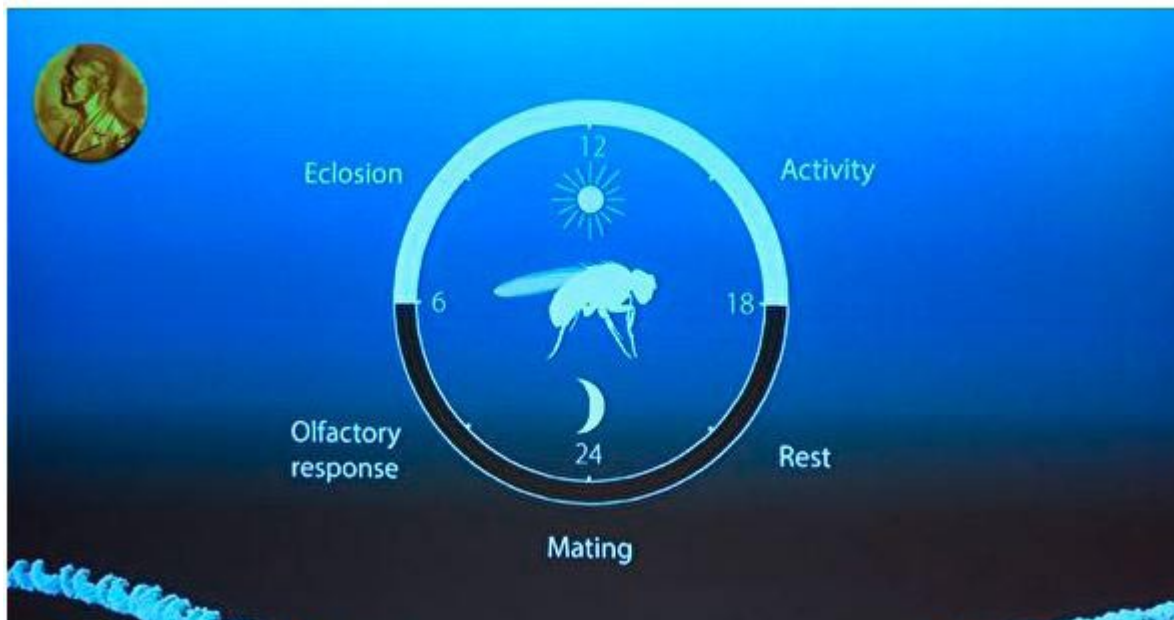 12
Eclosion
Activity
6
18
Olfactory
response
24
Rest
Mating